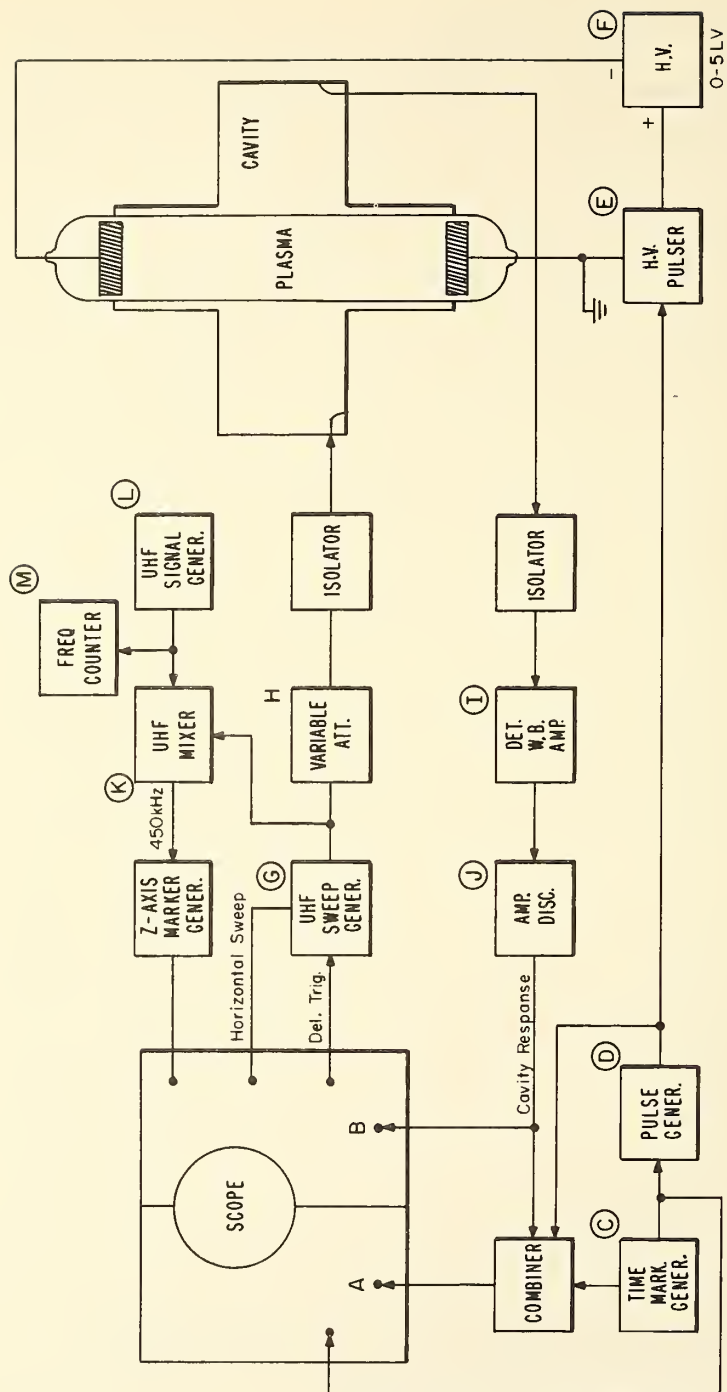 SCOPE
A
B
Horizontal Sweep
Del. Trig.
Z-AXIS
MARKER
GENER.
450kHz
K
UHF
MIXER
M
FREQ
COUNTER
L
UHF
SIGNAL
GENER.
G
UHF
SWEEP
GENER.
H
VARIABLE
ATT.
ISOLATOR
CAVITY
PLASMA
Cavity Respanse
J
AMP.
DISC.
I
DET.
W.B.
AMP.
ISOLATOR
COMBINER
C
TIME
MARK.
GENER.
D
PULSE
GENER.
E
H.V.
PULSER
+
-
F
H.V.
0-5LV